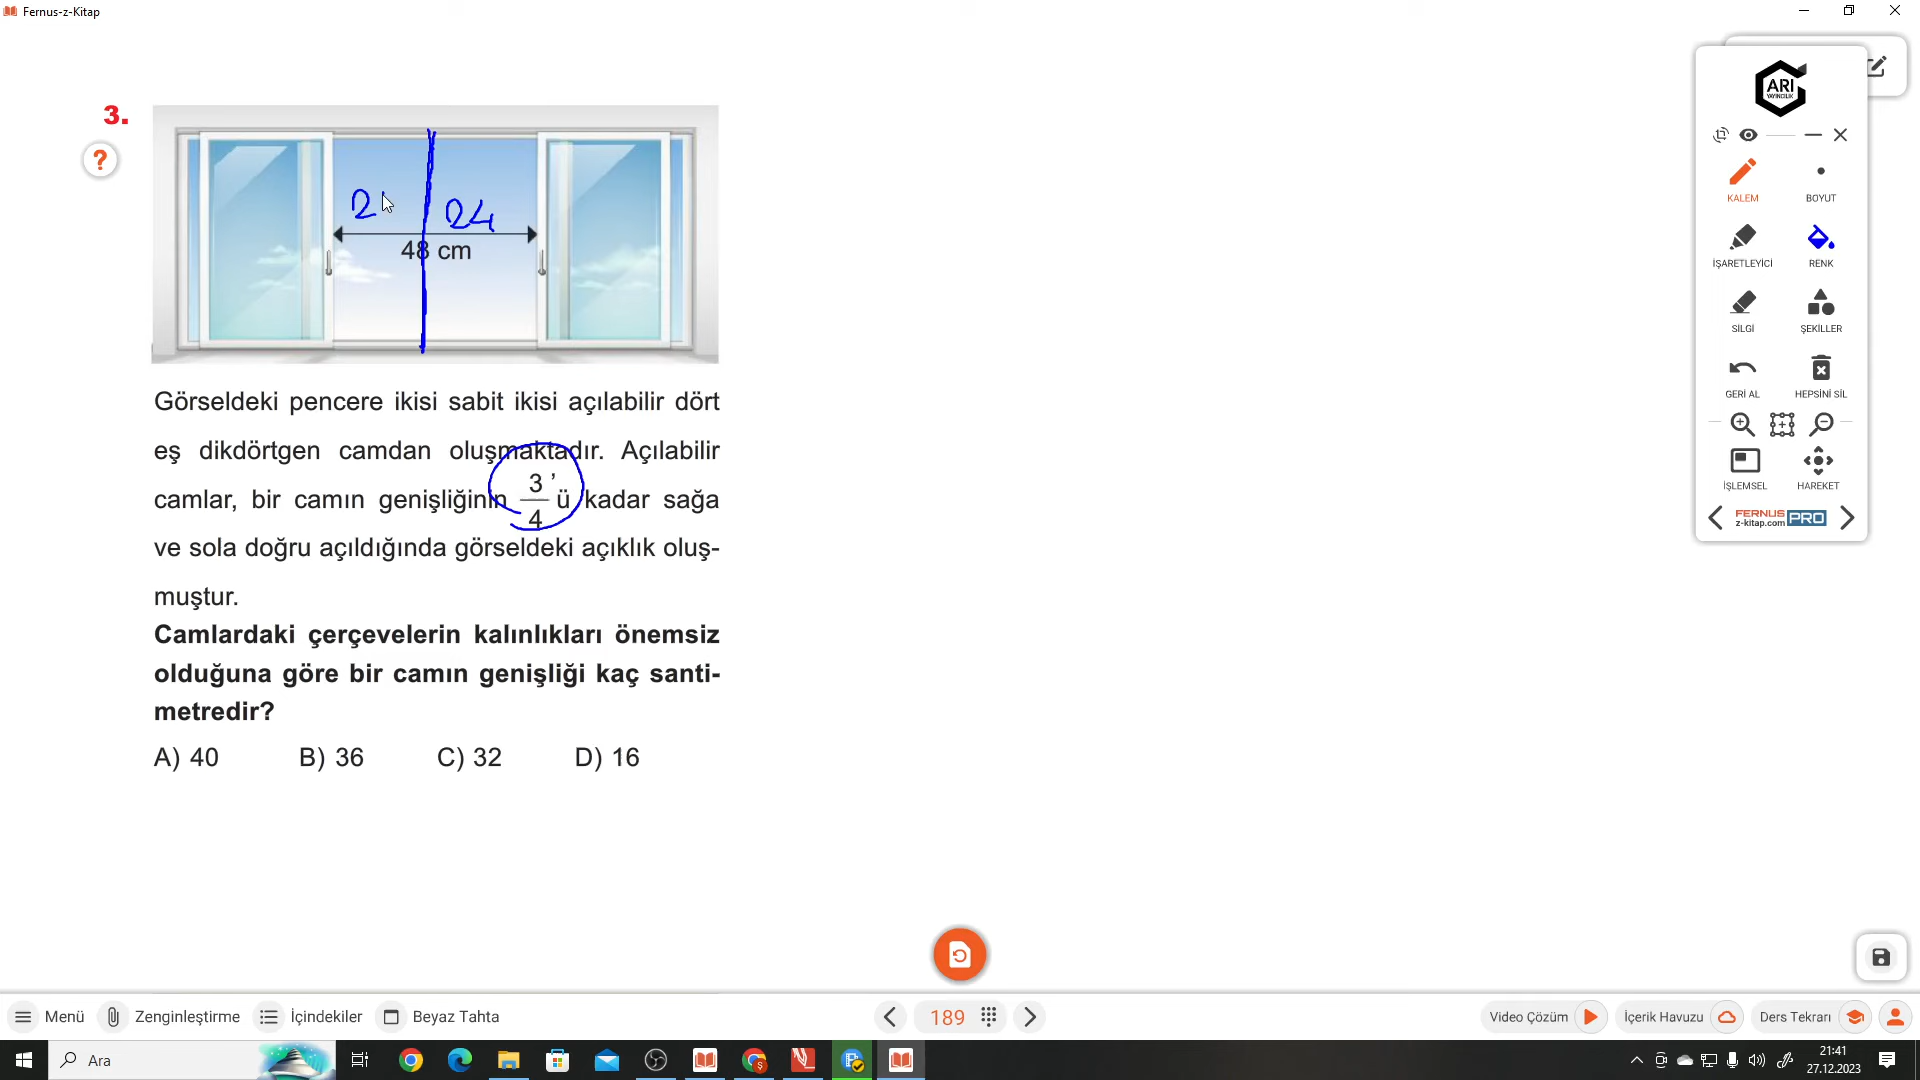 Fernus-z-Kitap
3.
?
24
48 cm
Görseldeki pencere ikisi sabit ikisi açılabilir dört
eş dikdörtgen camdan oluşmaktadır. Açılabilir
camlar, bir camın genişliğinin 3/4'ü kadar sağa
ve sola doğru açıldığında görseldeki açıklık oluş-
muştur.
Camlardaki çerçevelerin kalınlıkları önemsiz
olduğuna göre bir camın genişliği kaç santi-
metredir?
A) 40 B) 36 C) 32 D) 16
ARI
YAYINCILIK
KALEM BOYUT
İŞARETLEYİCİ RENK
SİLGİ ŞEKİLLER
GERİ AL HEPSİNİ SİL
İŞLEMSEL HAREKET
FERNUS
z-kitap.com PRO
Menü Zenginleştirme İçindekiler Beyaz Tahta 189 Video Çözüm İçerik Havuzu Ders Tekrarı
Ara
21:41
27.12.2023